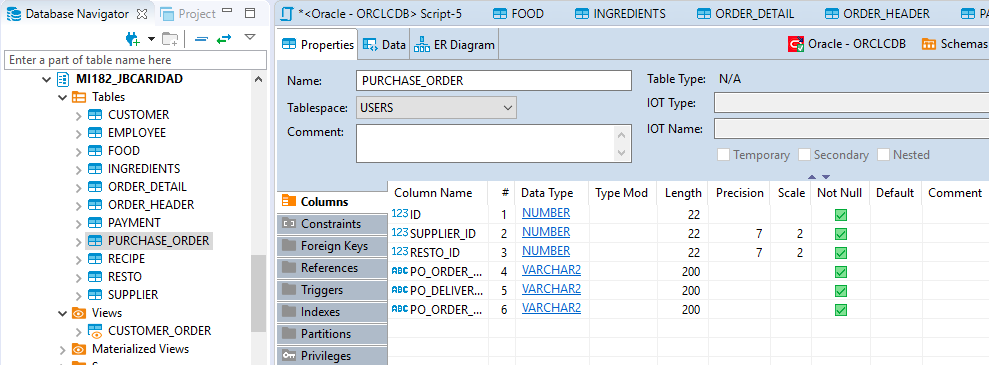 Database Navigator
Project
Enter a part of table name here
MI182_JBCARIDAD
Tables
CUSTOMER
EMPLOYEE
FOOD
INGREDIENTS
ORDER_DETAIL
ORDER_HEADER
PAYMENT
PURCHASE_ORDER
RECIPE
RESTO
SUPPLIER
Views
CUSTOMER_ORDER
Materialized Views
*<Oracle - ORCLCDB> Script-5
FOOD
INGREDIENTS
ORDER_DETAIL
ORDER_HEADER
PA
Properties
Data
ER Diagram
Oracle - ORCLCDB
Schemas
Name: PURCHASE_ORDER
Tablespace: USERS
Comment:
Table Type: N/A
IOT Type:
IOT Name:
Temporary Secondary Nested
Columns
Constraints
Foreign Keys
References
Triggers
Indexes
Partitions
Privileges
Column Name # Data Type Type Mod Length Precision Scale Not Null Default Comment
123 ID 1 NUMBER 22
123 SUPPLIER_ID 2 NUMBER 22 7 2
123 RESTO_ID 3 NUMBER 22 7 2
ABC PO_ORDER_... 4 VARCHAR2 200
ABC PO_DELIVER... 5 VARCHAR2 200
ABC PO_ORDER_... 6 VARCHAR2 200